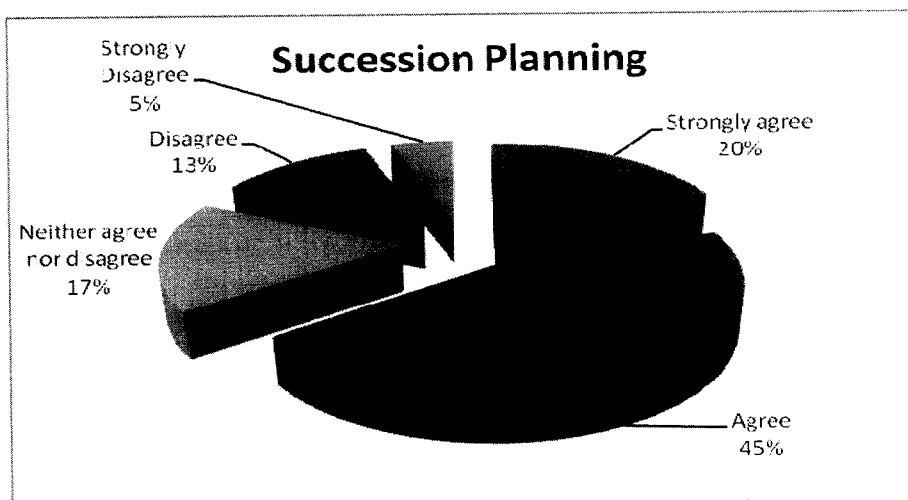 Succession Planning
Strongly
Disagree
5%
Disagree
13%
Neither agree
nor disagree
17%
Strongly agree
20%
Agree
45%